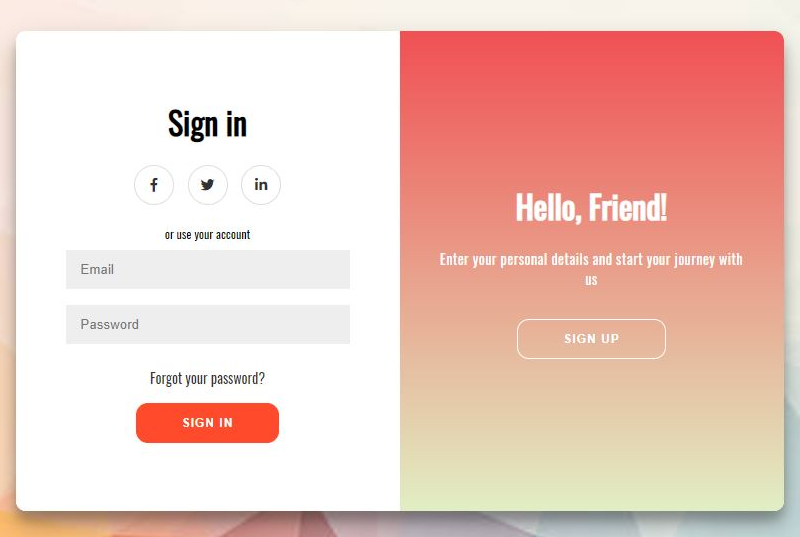 Sign in
or use your account
Email
Password
Forgot your password?
SIGN IN
Hello, Friend!
Enter your personal details and start your journey with
us
SIGN UP